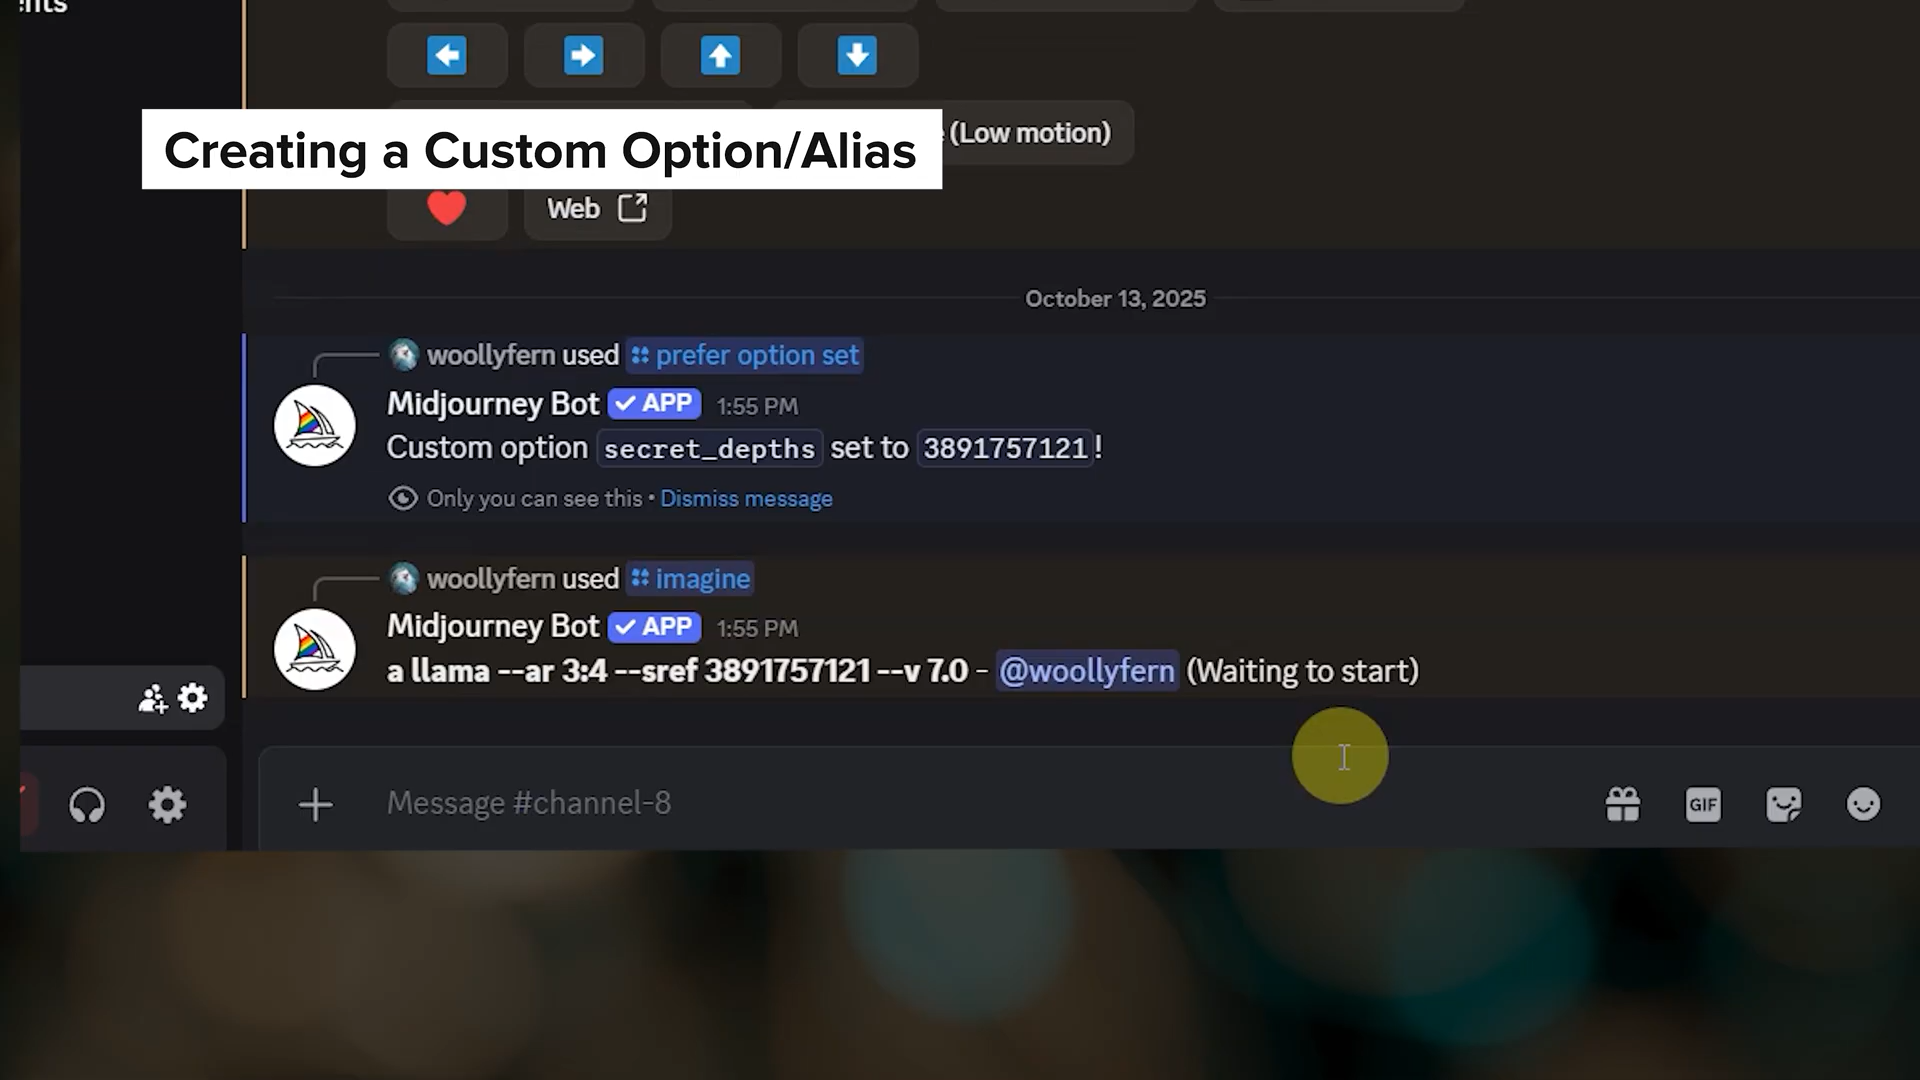 (Low motion)
Creating a Custom Option/Alias
Web
October 13, 2025
woollyfern used prefer option set
Midjourney Bot APP 1:55 PM
Custom option secret_depths set to 3891757121!
Only you can see this • Dismiss message
woollyfern used imagine
Midjourney Bot APP 1:55 PM
a llama --ar 3:4 --sref 3891757121 --v 7.0 - @woollyfern (Waiting to start)
Message #channel-8
GIF